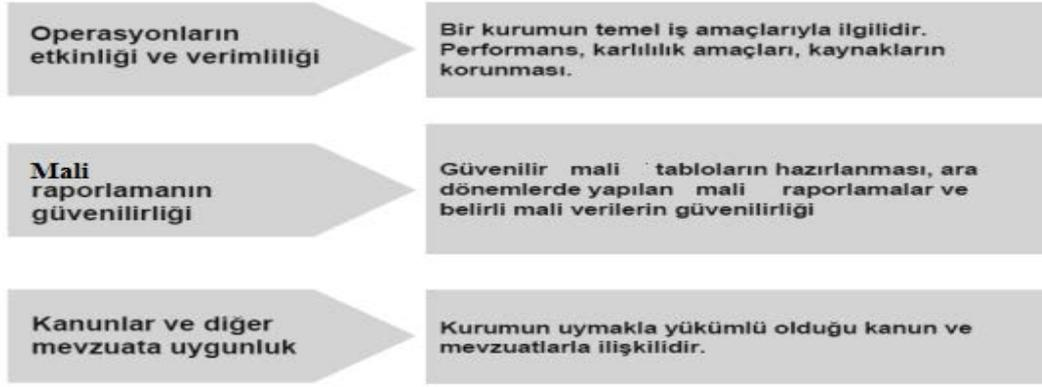 Operasyonların
etkinliği ve verimliliği
Bir kurumun temel iş amaçlarıyla ilgilidir.
Performans, karlılılık amaçları, kaynakların
korunması.
Mali
raporlamanın
güvenilirliği
Güvenilir mali tabloların hazırlanması, ara
dönemlerde yapılan mali raporlamalar ve
belirli mali verilerin güvenilirliği
Kanunlar ve diğer
mevzuata uygunluk
Kurumun uymakla yükümlü olduğu kanun ve
mevzuatlarla ilişkilidir.